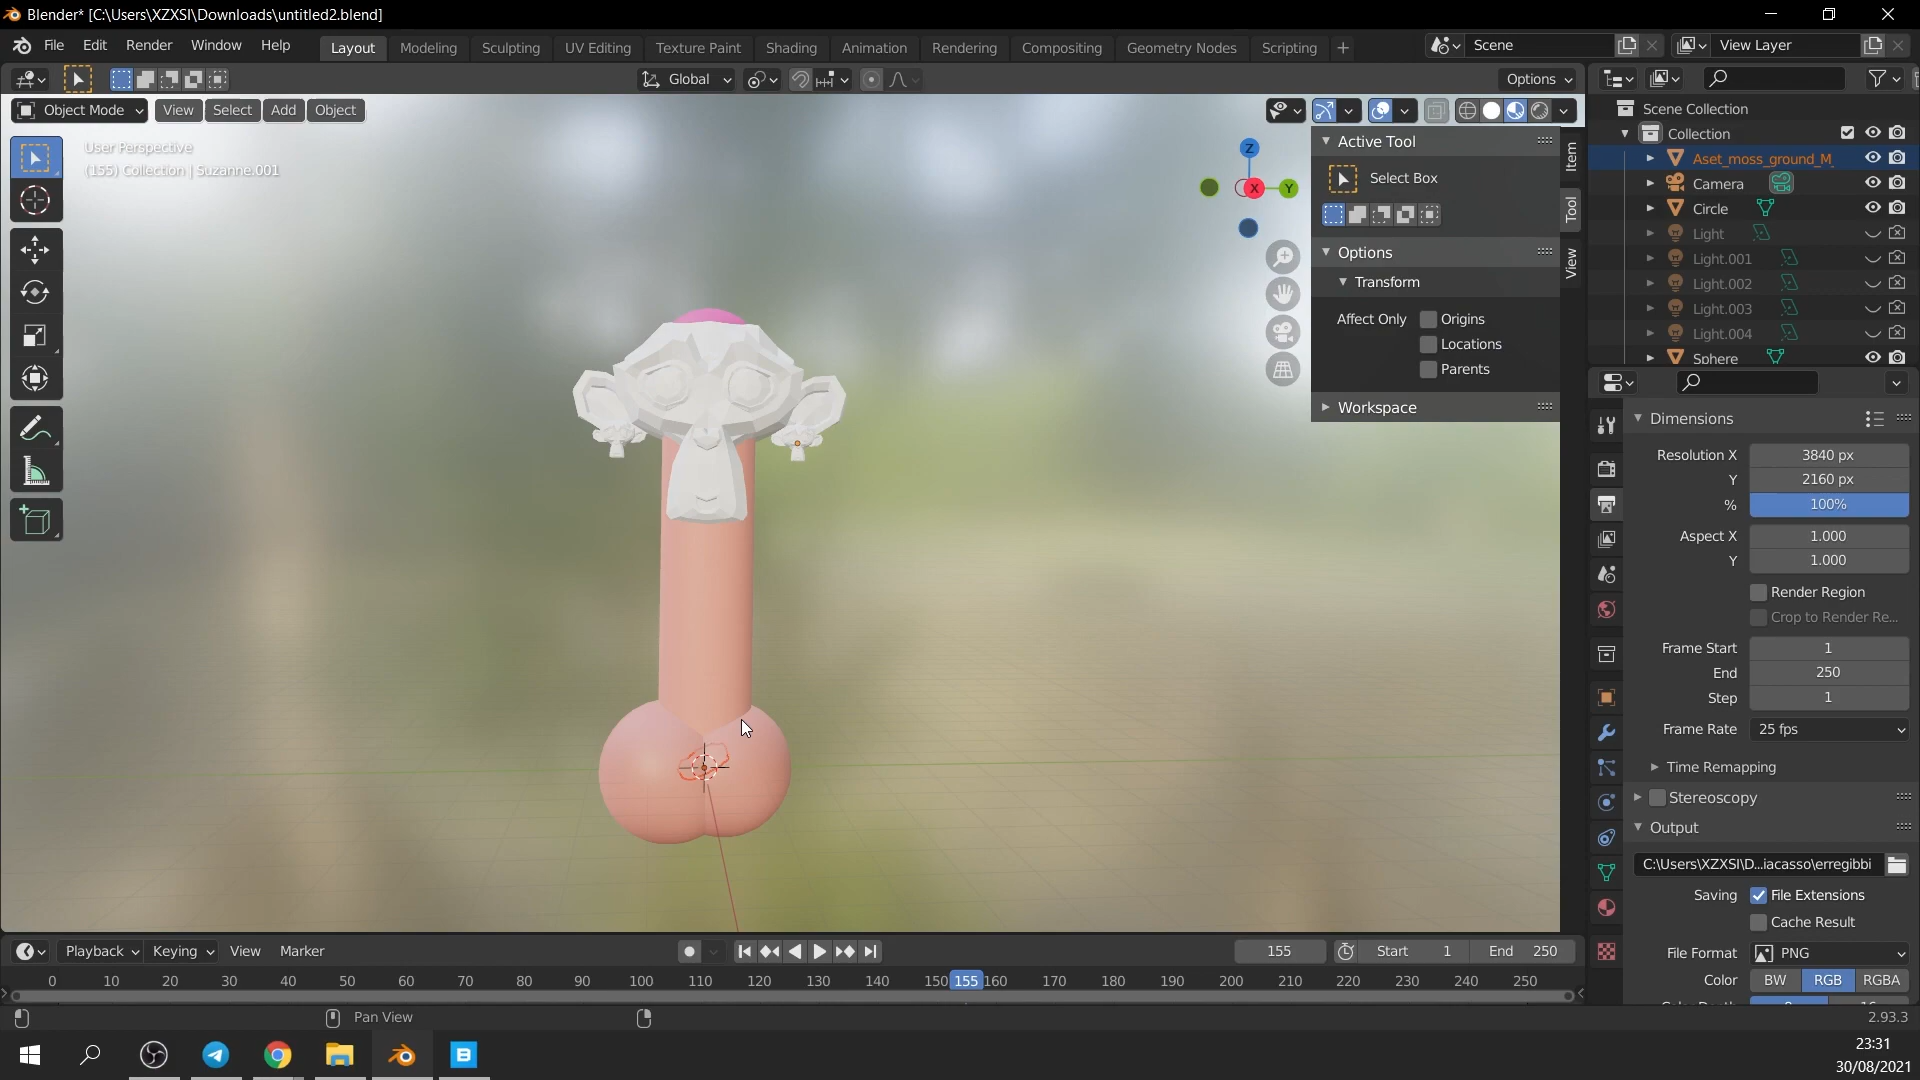 Blender* [C:\Users\XZXSI\Downloads\untitled2.blend]
File Edit Render Window Help Layout Modeling Sculpting UV Editing Texture Paint Shading Animation Rendering Compositing Geometry Nodes Scripting + Scene View Layer
Global Options
Object Mode View Select Add Object
User Perspective
(155) Collection | Suzanne.001
Z
X
Y
Active Tool
Select Box
Options
Transform
Affect Only Origins
Locations
Parents
Workspace
Item
Tool
View
Scene Collection
Collection
Aset_moss_ground_M_
Camera
Circle
Light
Light.001
Light.002
Light.003
Light.004
Sphere
Dimensions
Resolution X 3840 px
Y 2160 px
% 100%
Aspect X 1.000
Y 1.000
Render Region
Crop to Render Re...
Frame Start 1
End 250
Step 1
Frame Rate 25 fps
Time Remapping
Stereoscopy
Output
C:\Users\XZXSI\D...iacasso\erregibbi
Saving File Extensions
Cache Result
File Format PNG
Color BW RGB RGBA
Playback Keying View Marker 155 Start 1 End 250
0 10 20 30 40 50 60 70 80 90 100 110 120 130 140 150 155 160 170 180 190 200 210 220 230 240 250
Pan View 2.93.3
B
23:31
30/08/2021